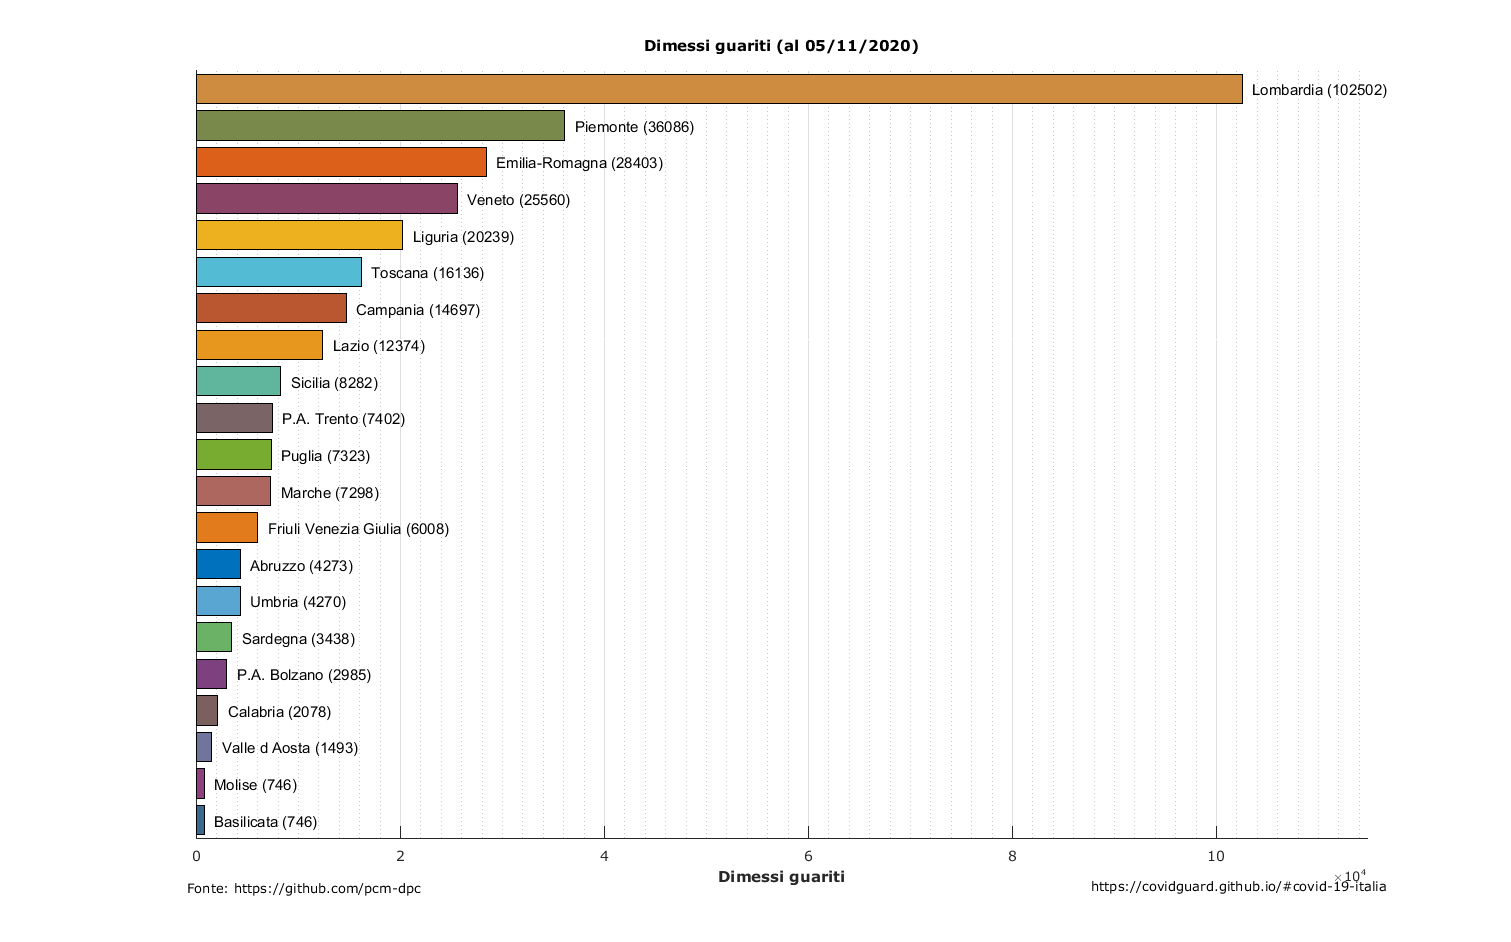 Dimessi guariti (al 05/11/2020)
Lombardia (102502)
Piemonte (36086)
Emilia-Romagna (28403)
Veneto (25560)
Liguria (20239)
Toscana (16136)
Campania (14697)
Lazio (12374)
Sicilia (8282)
P.A. Trento (7402)
Puglia (7323)
Marche (7298)
Friuli Venezia Giulia (6008)
Abruzzo (4273)
Umbria (4270)
Sardegna (3438)
P.A. Bolzano (2985)
Calabria (2078)
Valle d Aosta (1493)
Molise (746)
Basilicata (746)
0 2 4 6 8 10
×10⁴
Dimessi guariti
Fonte: https://github.com/pcm-dpc
https://covidguard.github.io/#covid-19-italia